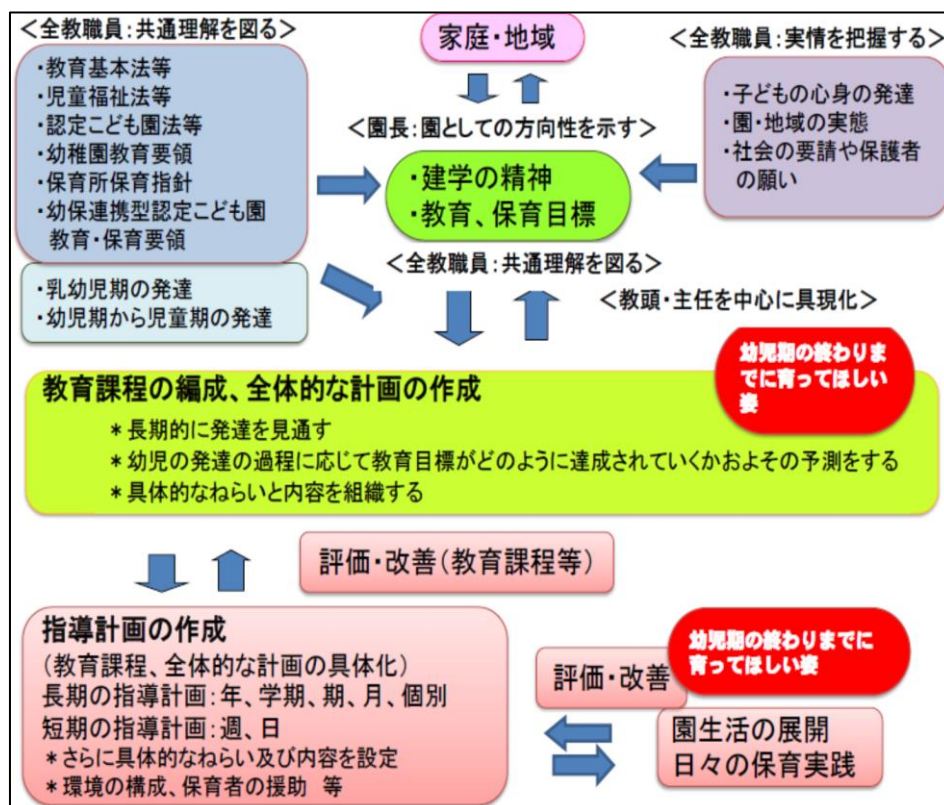 <全教職員:共通理解を図る>
・教育基本法等
・児童福祉法等
・認定こども園法等
・幼稚園教育要領
・保育所保育指針
・幼保連携型認定こども園
教育・保育要領
・乳幼児期の発達
・幼児期から児童期の発達
家庭・地域
<園長:園としての方向性を示す>
・建学の精神
・教育、保育目標
<全教職員:実情を把握する>
・子どもの心身の発達
・園・地域の実態
・社会の要請や保護者
の願い
<全教職員:共通理解を図る>
<教頭・主任を中心に具現化>
幼児期の終わりま
でに育ってほしい
姿
教育課程の編成、全体的な計画の作成
*長期的に発達を見通す
*幼児の発達の過程に応じて教育目標がどのように達成されていくかおよその予測をする
*具体的なねらいと内容を組織する
評価・改善(教育課程等)
指導計画の作成
(教育課程、全体的な計画の具体化)
長期の指導計画:年、学期、期、月、個別
短期の指導計画:週、日
*さらに具体的なねらい及び内容を設定
*環境の構成、保育者の援助 等
幼児期の終わりまでに
育ってほしい姿
評価・改善
園生活の展開
日々の保育実践